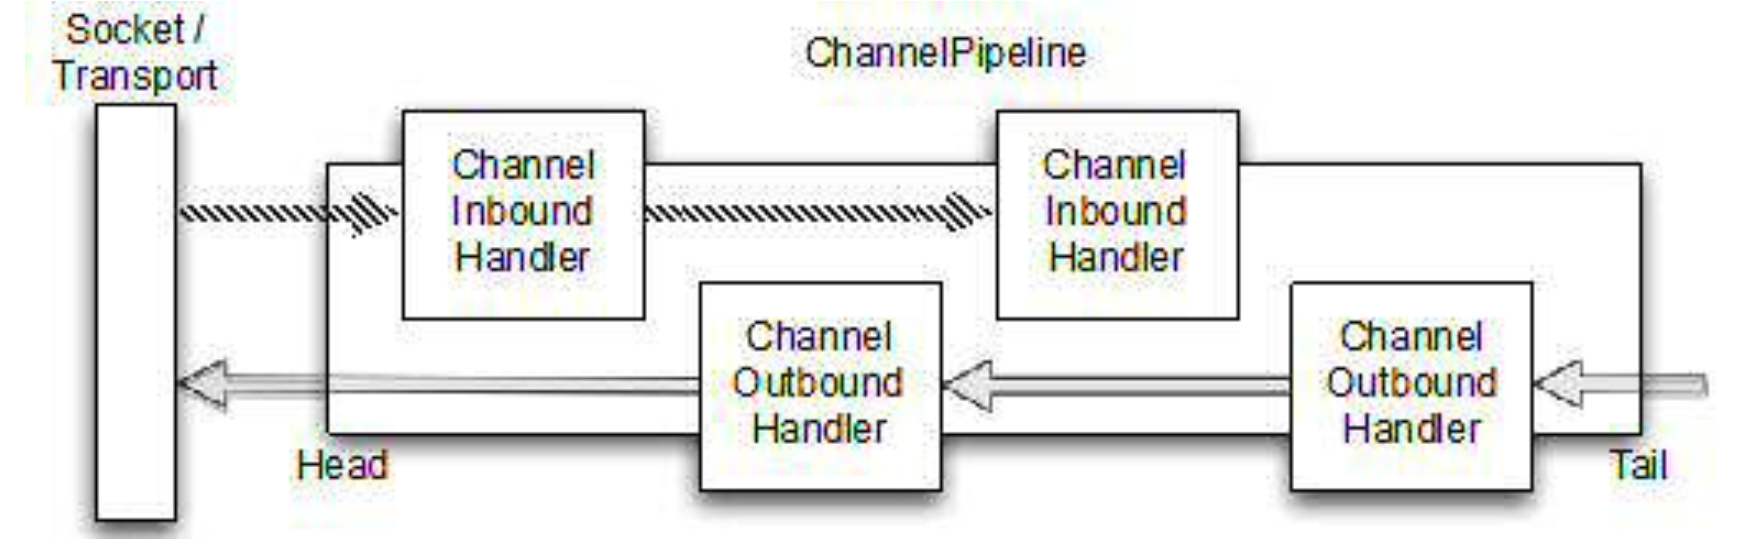 Socket /
Transport
ChannelPipeline
Channel
Inbound
Handler
Channel
Inbound
Handler
Channel
Outbound
Handler
Channel
Outbound
Handler
Head
Tail